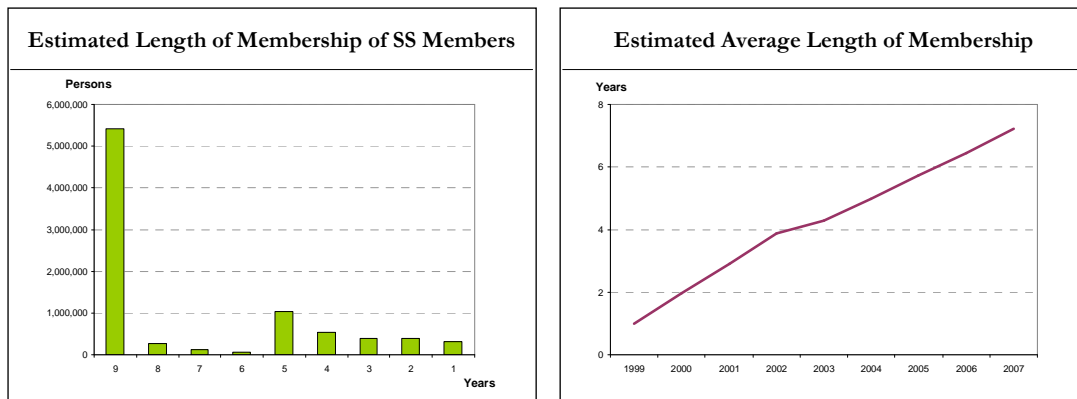 Estimated Length of Membership of SS Members
Persons
6,000,000
5,000,000
4,000,000
3,000,000
2,000,000
1,000,000
0
9 8 7 6 5 4 3 2 1
Years
Estimated Average Length of Membership
Years
8
6
4
2
0
1999 2000 2001 2002 2003 2004 2005 2006 2007